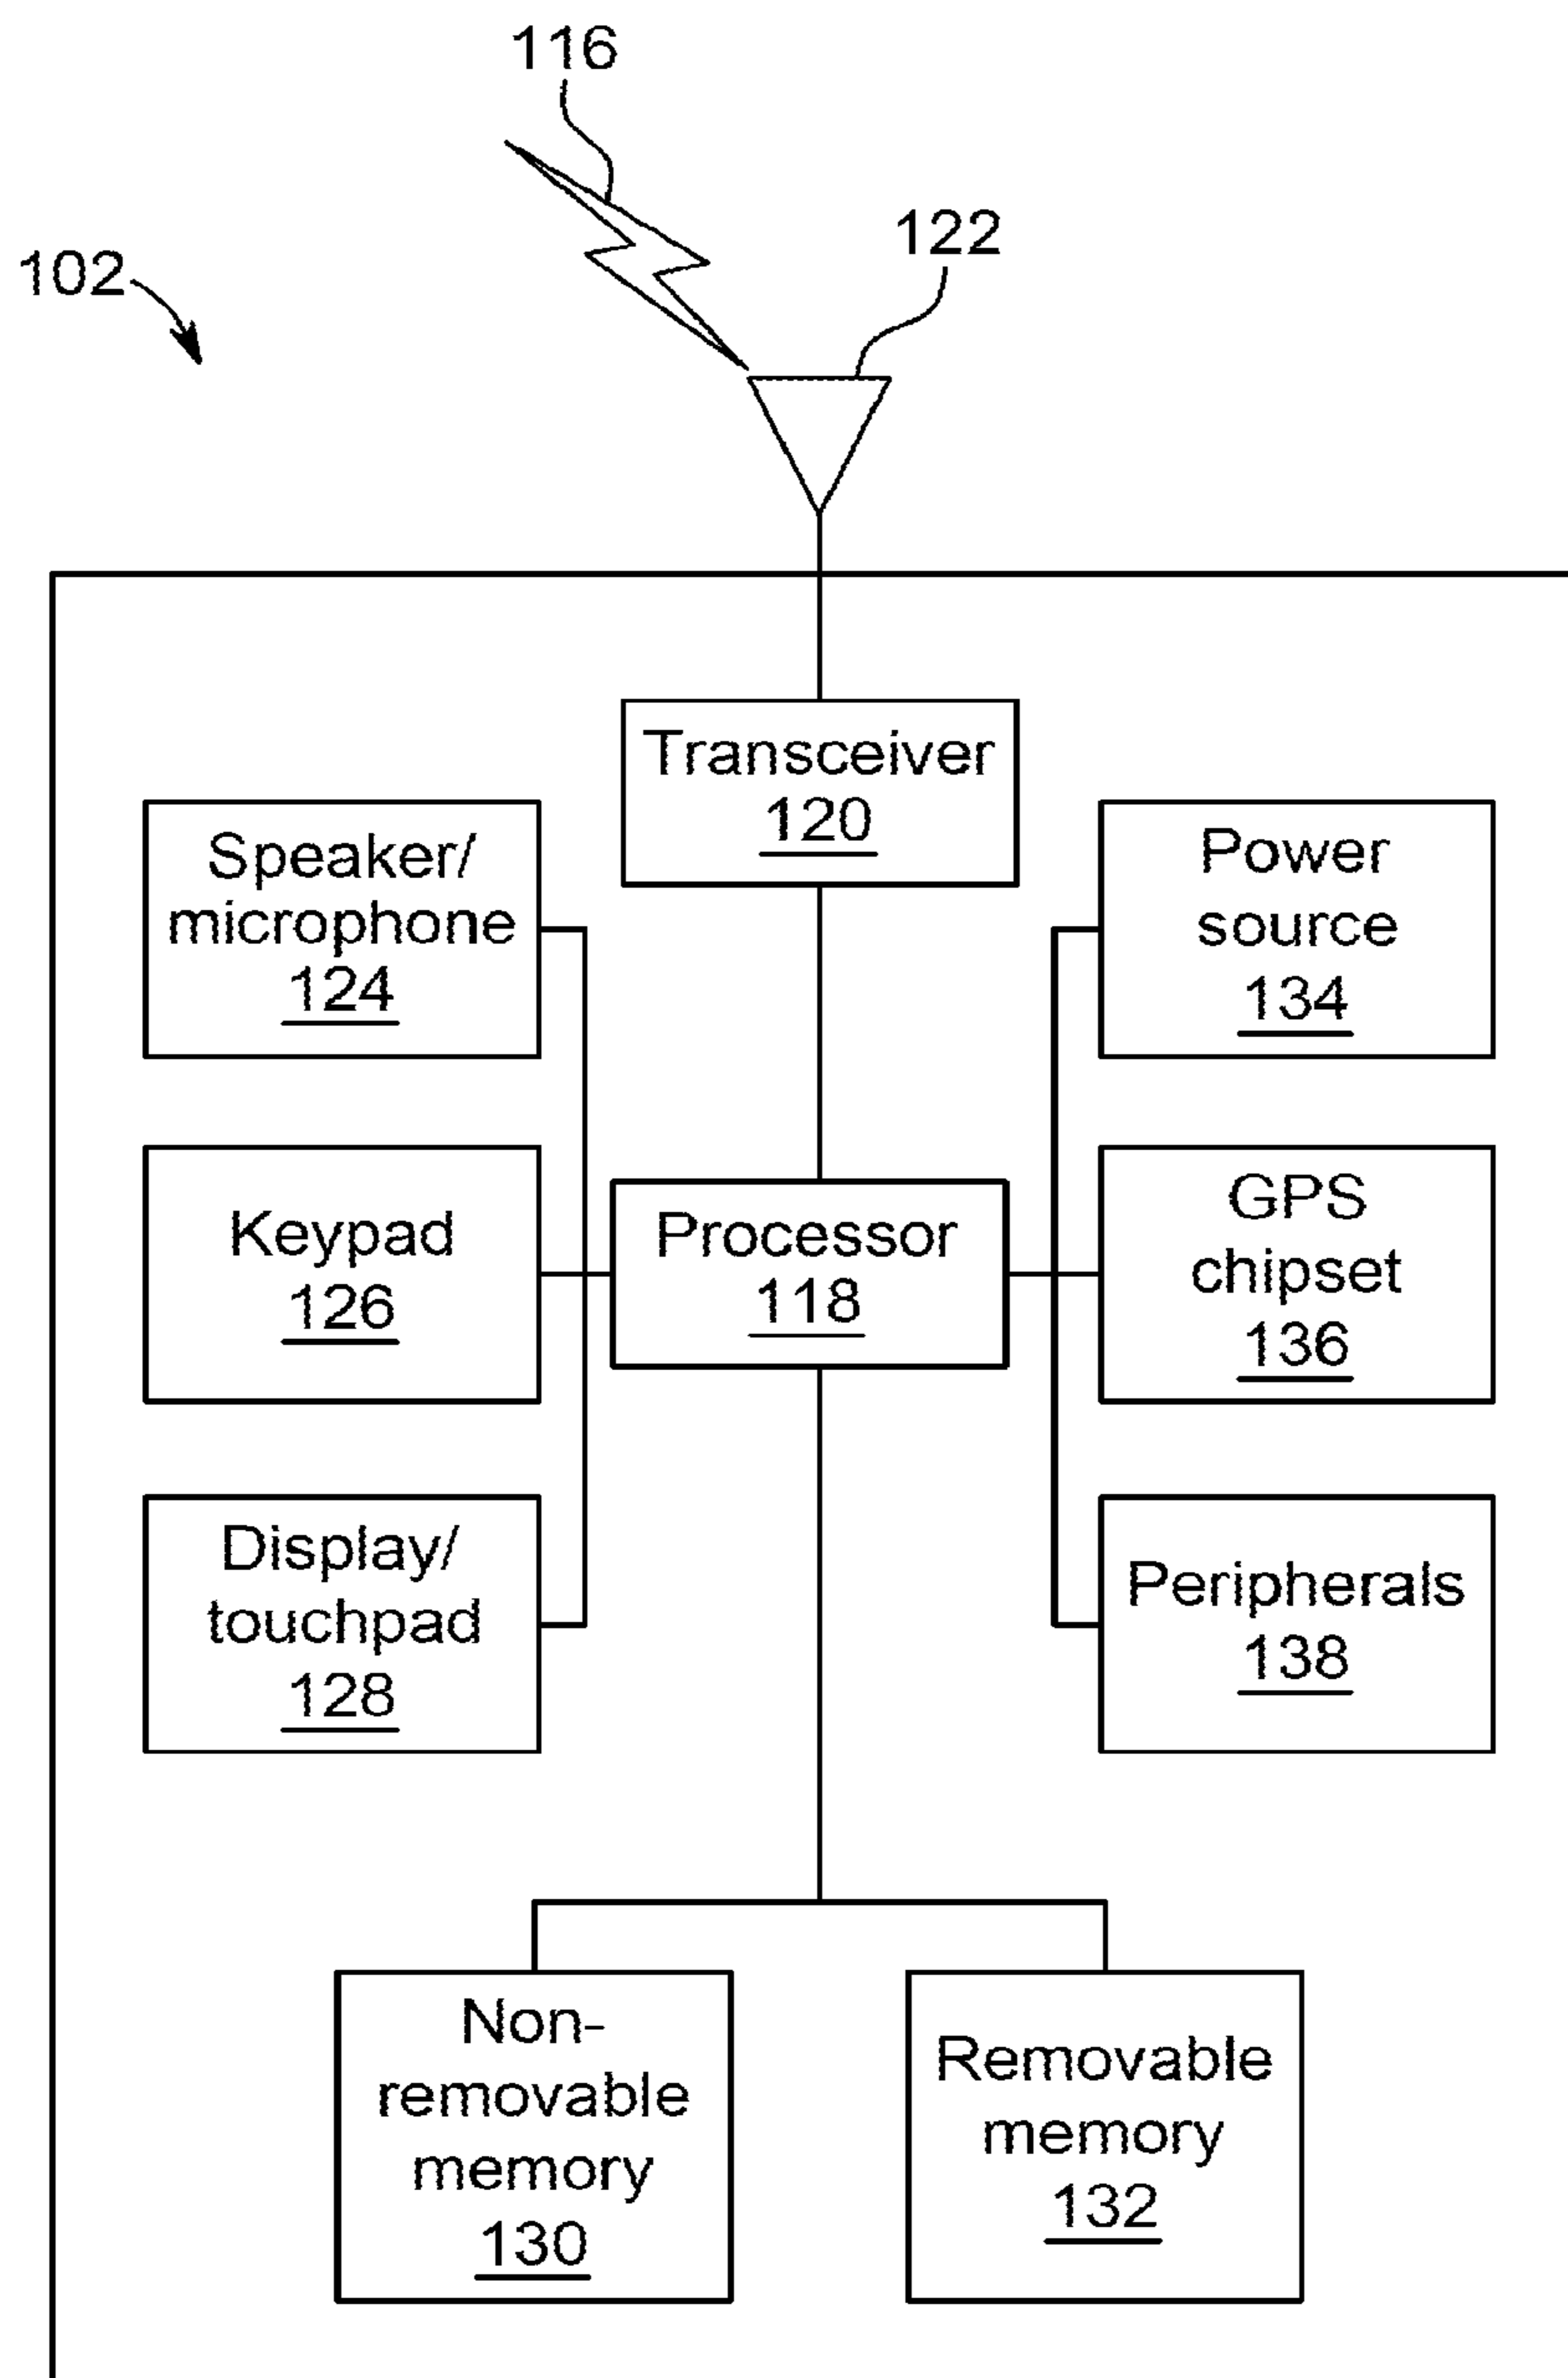 116
122
102
Transceiver
120
Speaker/
microphone
124
Power
source
134
Keypad
126
Processor
118
GPS
chipset
136
Display/
touchpad
128
Peripherals
138
Non-
removable
memory
130
Removable
memory
132